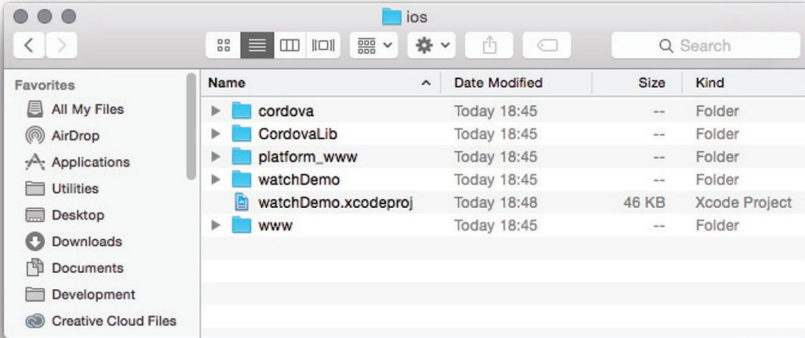 ios
Search
Favorites
All My Files
AirDrop
Applications
Utilities
Desktop
Downloads
Documents
Development
Creative Cloud Files
Name Date Modified Size Kind
cordova Today 18:45 -- Folder
CordovaLib Today 18:45 -- Folder
platform_www Today 18:45 -- Folder
watchDemo Today 18:45 -- Folder
watchDemo.xcodeproj Today 18:48 46 KB Xcode Project
www Today 18:45 -- Folder